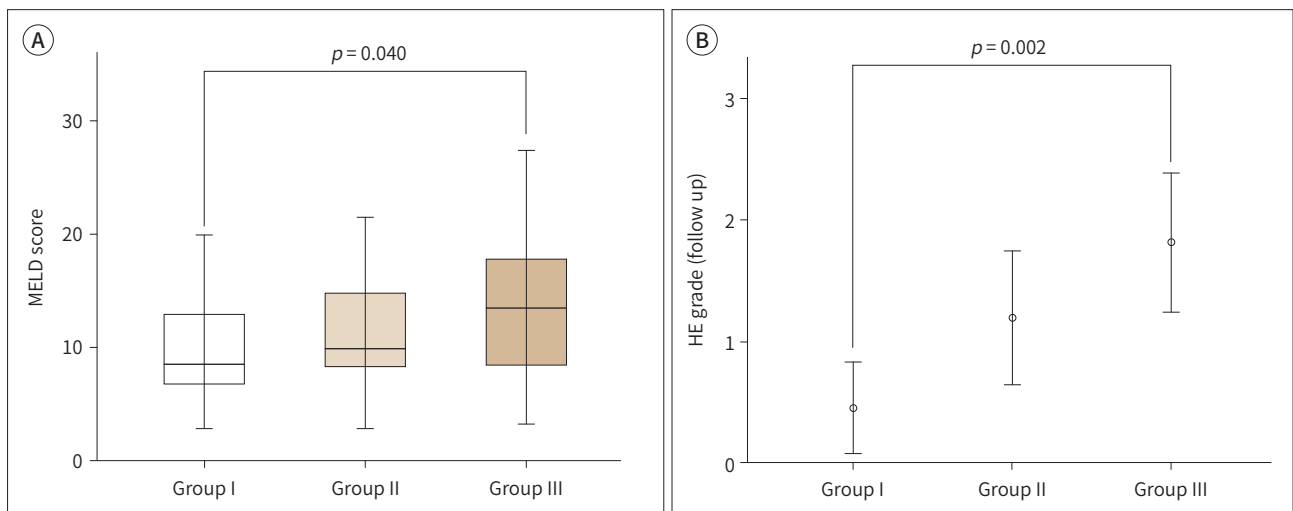 A
p = 0.040
MELD score
30
20
10
0
Group I
Group II
Group III
B
p = 0.002
HE grade (follow up)
3
2
1
0
Group I
Group II
Group III